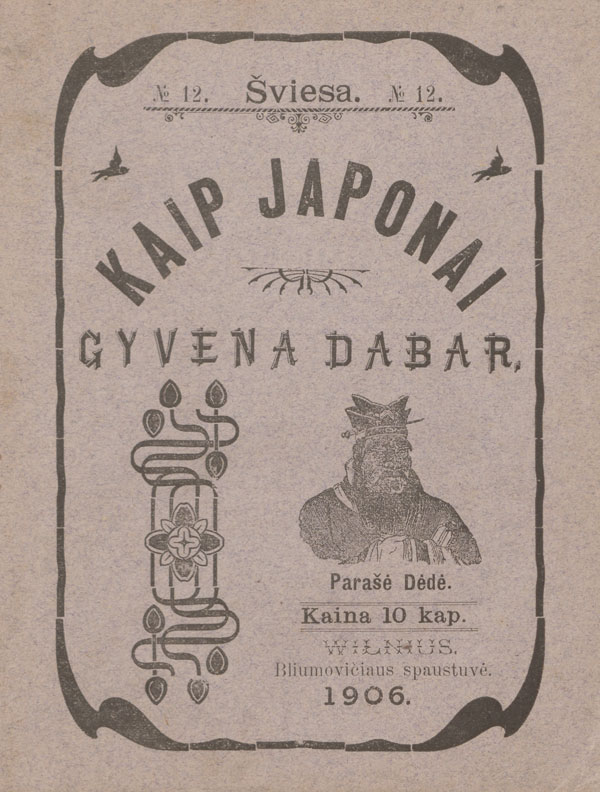 № 12. Šviesa. № 12.
KAIP JAPONAI
GYVENA DABAR.
Parašė Dėdė.
Kaina 10 kap.
WILNIUS.
Bliumovičiaus spaustuvė.
1906.